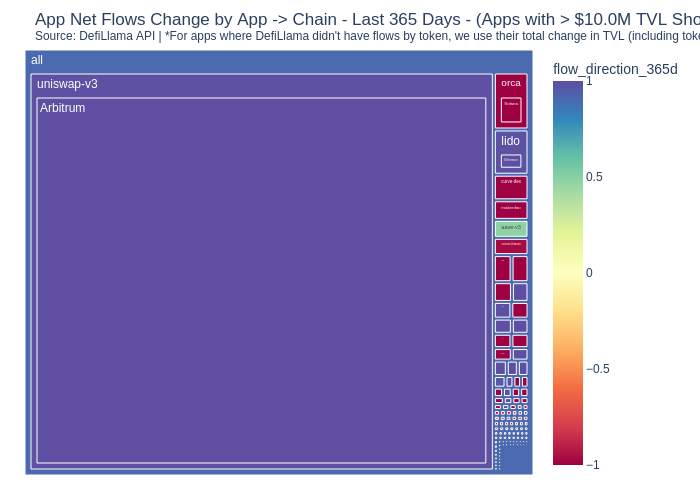 App Net Flows Change by App -> Chain - Last 365 Days - (Apps with > $10.0M TVL Sho
Source: DefiLlama API | *For apps where DefiLlama didn't have flows by token, we use their total change in TVL (including toke
all
uniswap-v3
Arbitrum
orca
Solana
lido
Ethereum
curve-dex
makerdao
aave-v3
flow_direction_365d
1
0.5
0
−0.5
−1